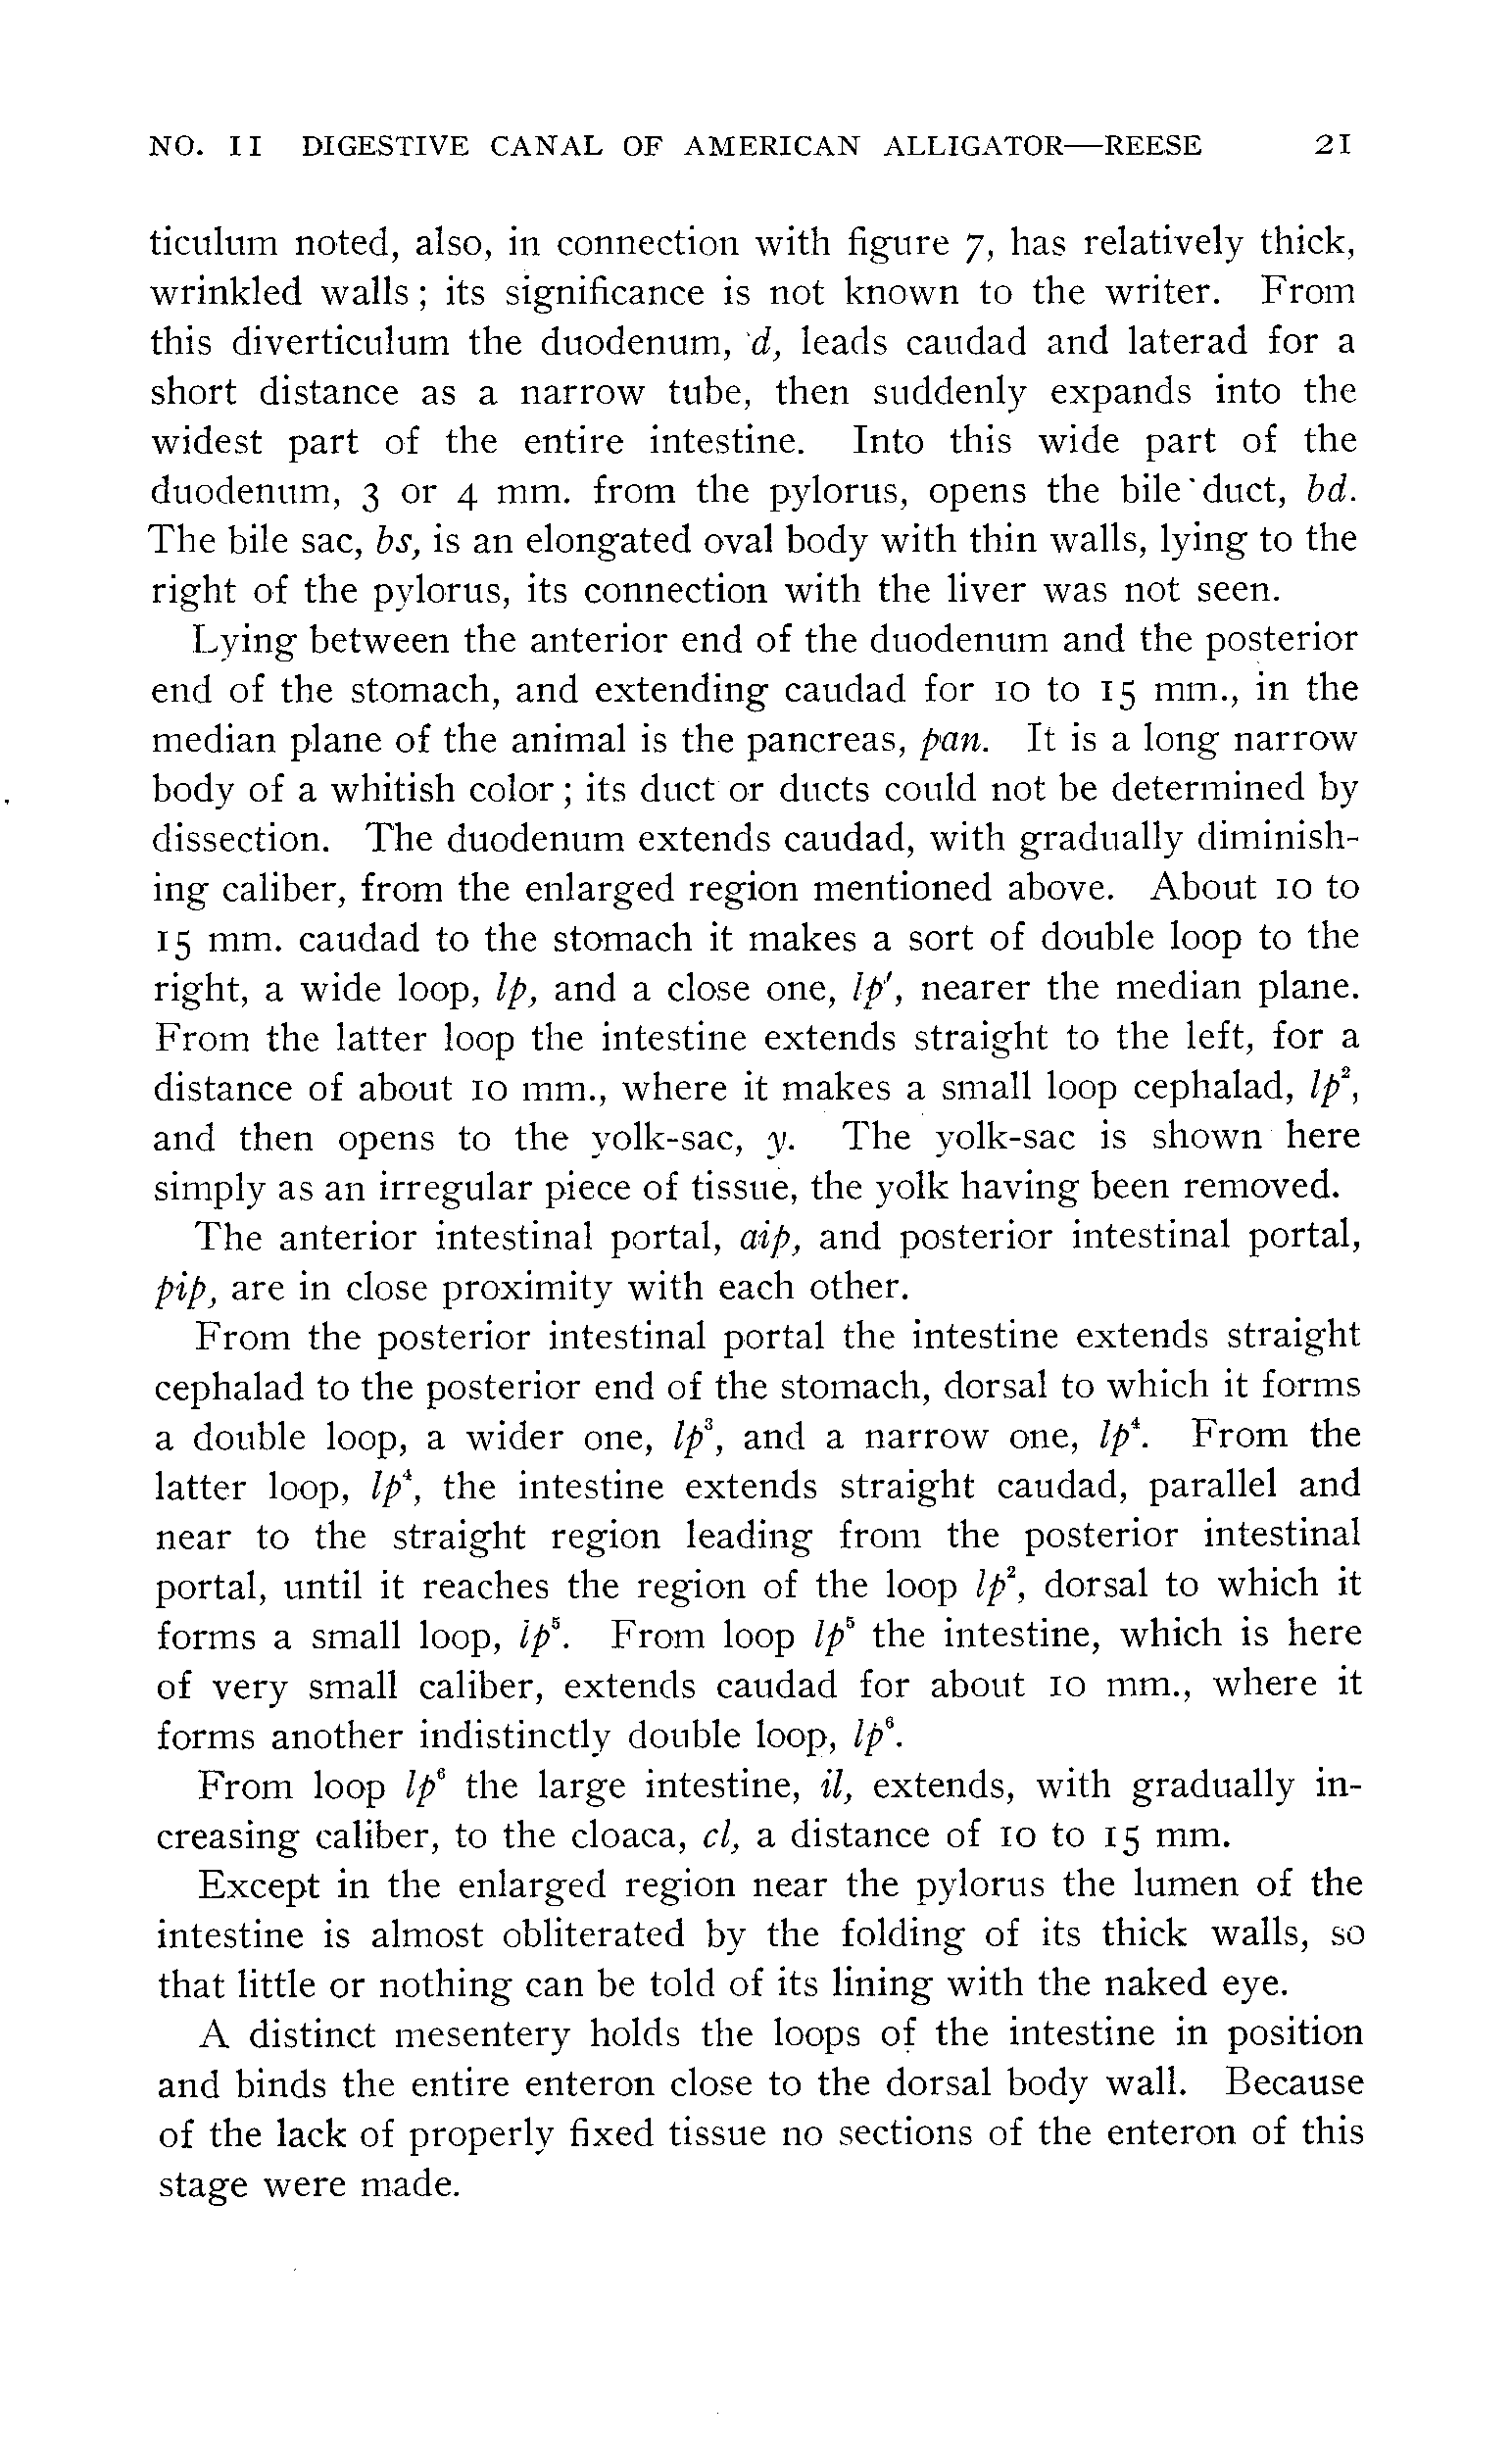 NO. II DIGESTIVE CANAL OF AMERICAN ALLIGATOR—REESE 21
ticulum noted, also, in connection with figure 7, has relatively thick,
wrinkled walls; its significance is not known to the writer. From
this diverticulum the duodenum, d, leads caudad and laterad for a
short distance as a narrow tube, then suddenly expands into the
widest part of the entire intestine. Into this wide part of the
duodenum, 3 or 4 mm. from the pylorus, opens the bile duct, bd.
The bile sac, bs, is an elongated oval body with thin walls, lying to the
right of the pylorus, its connection with the liver was not seen.
Lying between the anterior end of the duodenum and the posterior
end of the stomach, and extending caudad for 10 to 15 mm., in the
median plane of the animal is the pancreas, pan. It is a long narrow
body of a whitish color; its duct or ducts could not be determined by
dissection. The duodenum extends caudad, with gradually diminish-
ing caliber, from the enlarged region mentioned above. About 10 to
15 mm. caudad to the stomach it makes a sort of double loop to the
right, a wide loop, lp, and a close one, lp', nearer the median plane.
From the latter loop the intestine extends straight to the left, for a
distance of about 10 mm., where it makes a small loop cephalad, lp²,
and then opens to the yolk-sac, y. The yolk-sac is shown here
simply as an irregular piece of tissue, the yolk having been removed.
The anterior intestinal portal, aip, and posterior intestinal portal,
pip, are in close proximity with each other.
From the posterior intestinal portal the intestine extends straight
cephalad to the posterior end of the stomach, dorsal to which it forms
a double loop, a wider one, lp³, and a narrow one, lp⁴. From the
latter loop, lp⁴, the intestine extends straight caudad, parallel and
near to the straight region leading from the posterior intestinal
portal, until it reaches the region of the loop lp², dorsal to which it
forms a small loop, lp⁵. From loop lp⁵ the intestine, which is here
of very small caliber, extends caudad for about 10 mm., where it
forms another indistinctly double loop, lp⁶.
From loop lp⁶ the large intestine, il, extends, with gradually in-
creasing caliber, to the cloaca, cl, a distance of 10 to 15 mm.
Except in the enlarged region near the pylorus the lumen of the
intestine is almost obliterated by the folding of its thick walls, so
that little or nothing can be told of its lining with the naked eye.
A distinct mesentery holds the loops of the intestine in position
and binds the entire enteron close to the dorsal body wall. Because
of the lack of properly fixed tissue no sections of the enteron of this
stage were made.